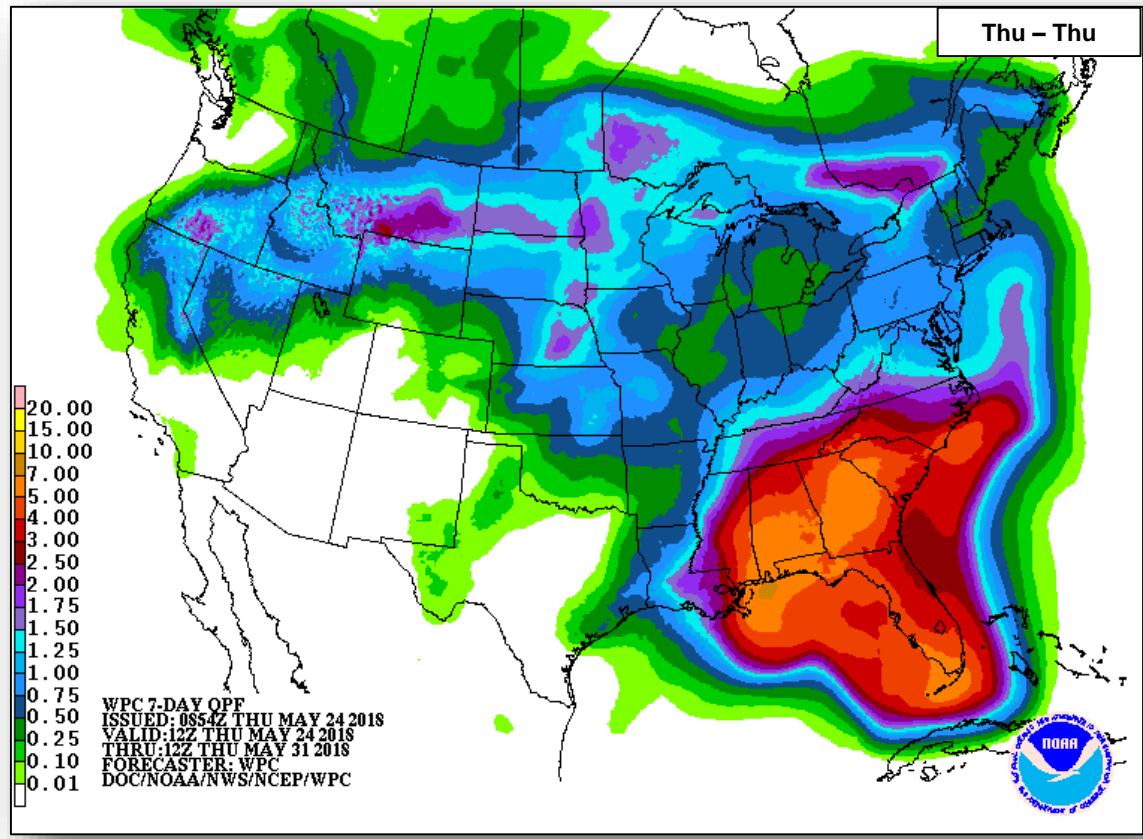 Thu – Thu
20.00
15.00
10.00
7.00
5.00
4.00
3.00
2.50
2.00
1.75
1.50
1.25
1.00
0.75
0.50
0.25
0.10
0.01
WPC 7-DAY QPF
ISSUED: 0854Z THU MAY 24 2018
VALID:12Z THU MAY 24 2018
THRU:12Z THU MAY 31 2018
FORECASTER: WPC
DOC/NOAA/NWS/NCEP/WPC
NOAA